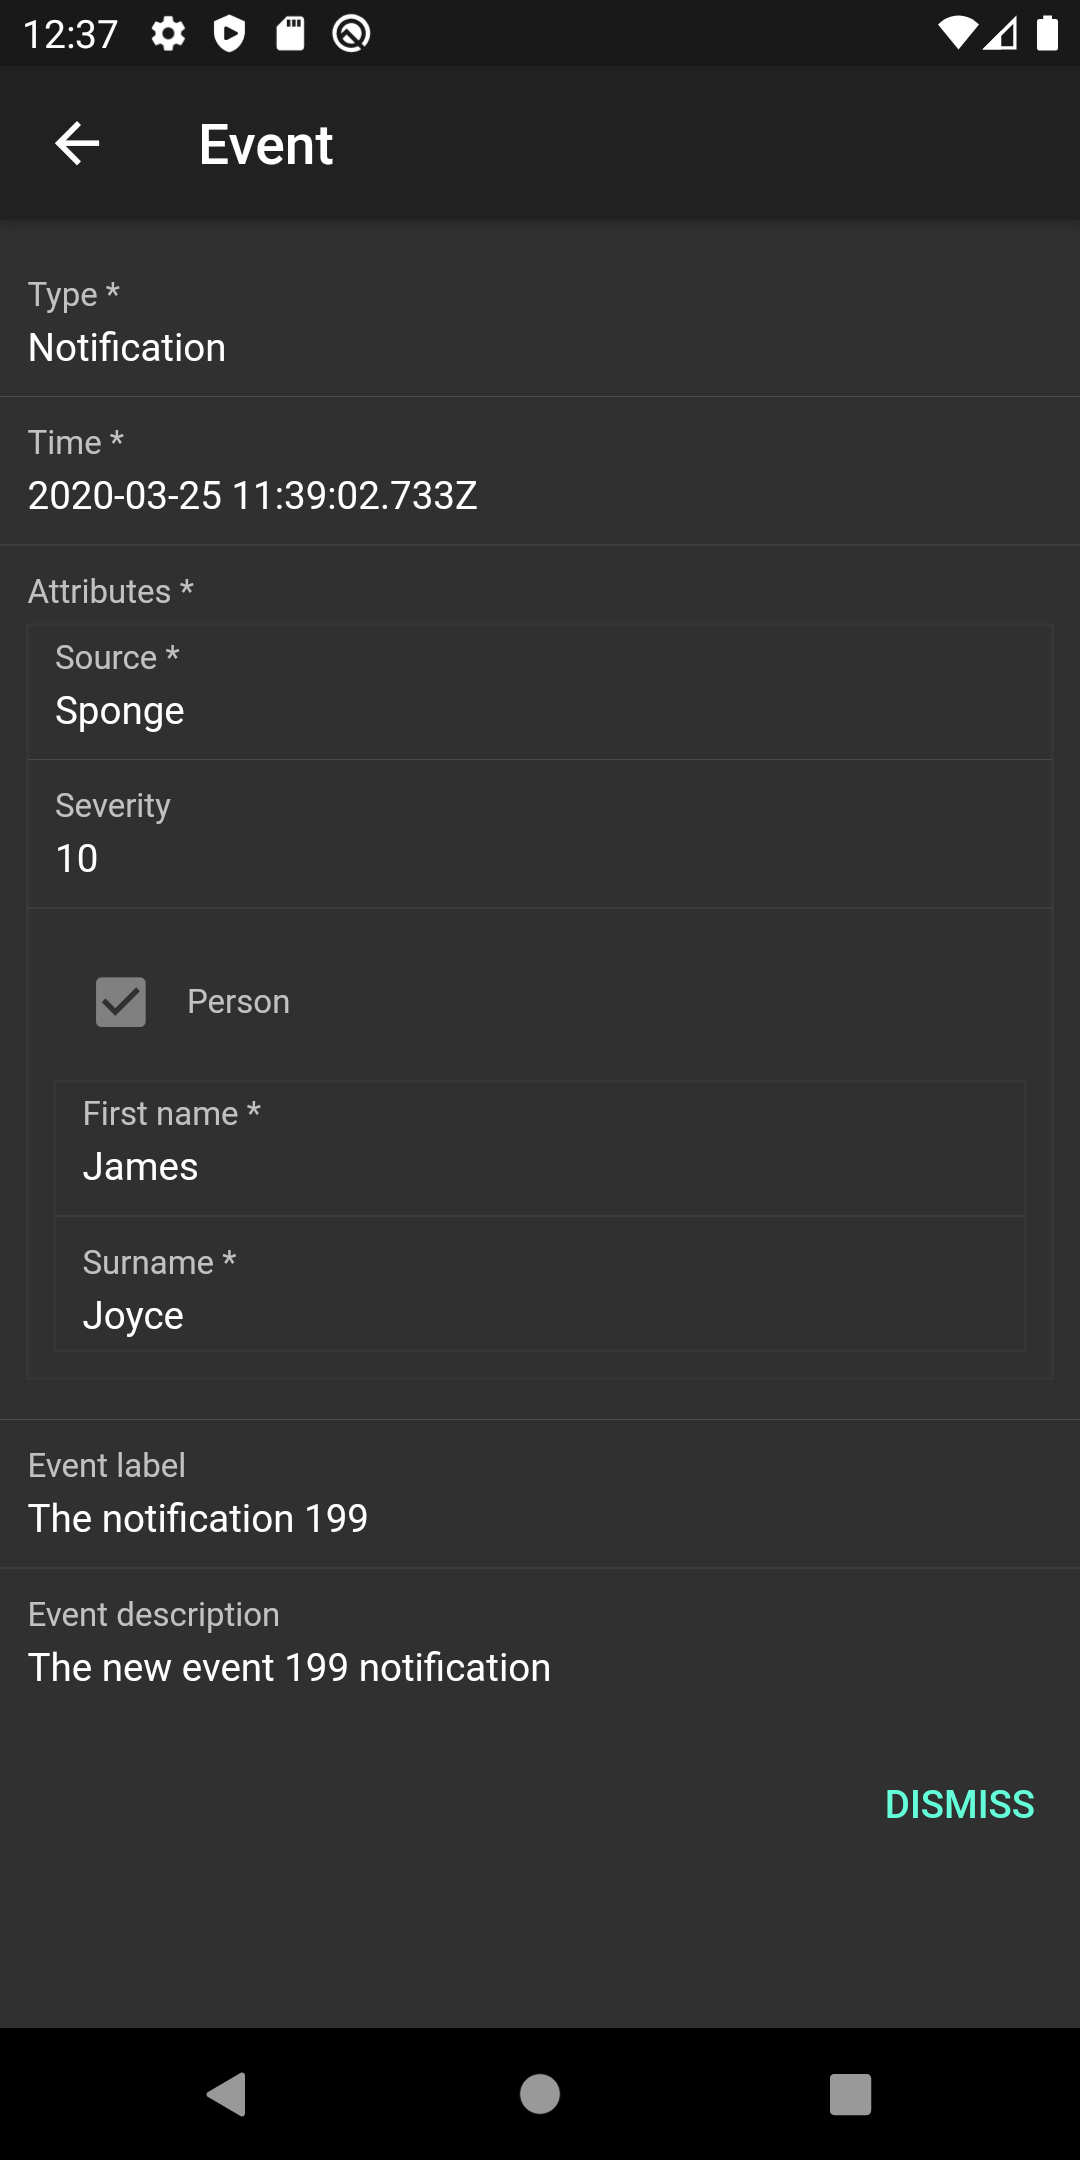 12:37
Event
Type *
Notification
Time *
2020-03-25 11:39:02.733Z
Attributes *
Source *
Sponge
Severity
10
Person
First name *
James
Surname *
Joyce
Event label
The notification 199
Event description
The new event 199 notification
DISMISS